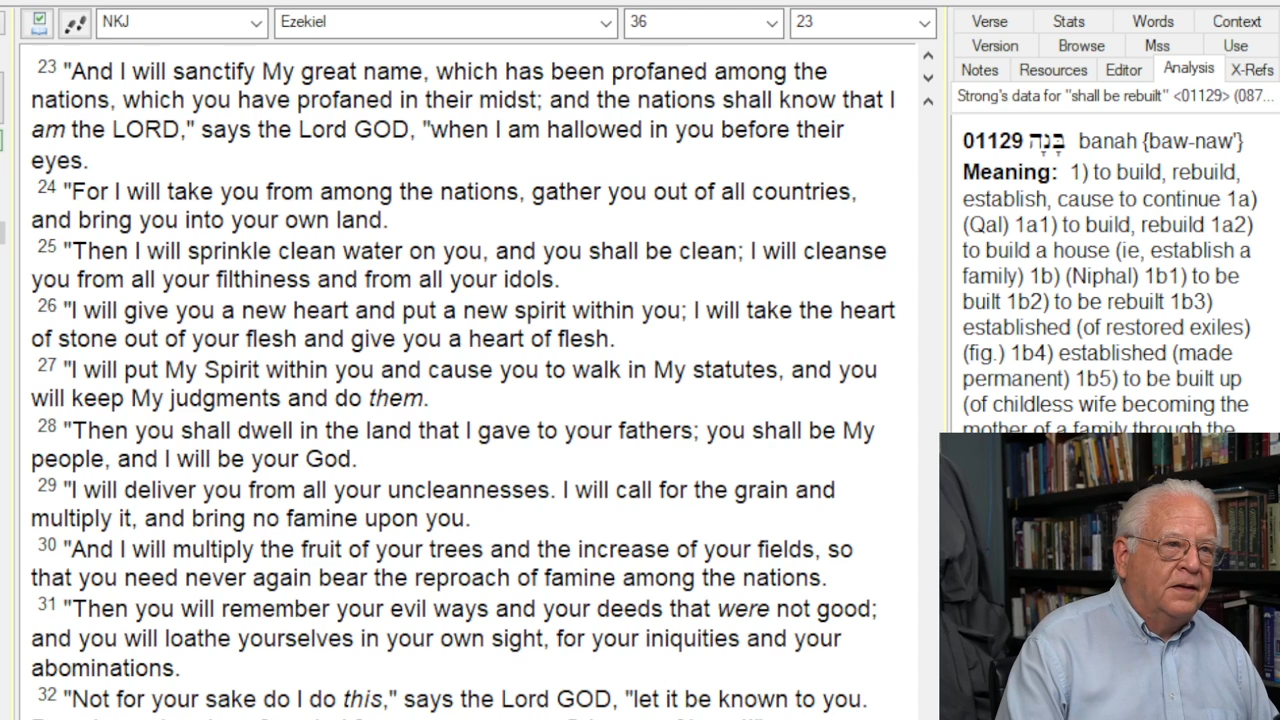 NKJ
Ezekiel
36
23
23 "And I will sanctify My great name, which has been profaned among the
nations, which you have profaned in their midst; and the nations shall know that I
am the LORD," says the Lord GOD, "when I am hallowed in you before their
eyes.
24 "For I will take you from among the nations, gather you out of all countries,
and bring you into your own land.
25 "Then I will sprinkle clean water on you, and you shall be clean; I will cleanse
you from all your filthiness and from all your idols.
26 "I will give you a new heart and put a new spirit within you; I will take the heart
of stone out of your flesh and give you a heart of flesh.
27 "I will put My Spirit within you and cause you to walk in My statutes, and you
will keep My judgments and do them.
28 "Then you shall dwell in the land that I gave to your fathers; you shall be My
people, and I will be your God.
29 "I will deliver you from all your uncleannesses. I will call for the grain and
multiply it, and bring no famine upon you.
30 "And I will multiply the fruit of your trees and the increase of your fields, so
that you need never again bear the reproach of famine among the nations.
31 "Then you will remember your evil ways and your deeds that were not good;
and you will loathe yourselves in your own sight, for your iniquities and your
abominations.
32 "Not for your sake do I do this," says the Lord GOD, "let it be known to you.
Verse Stats Words Context
Version Browse Mss Use
Notes Resources Editor Analysis X-Refs
Strong's data for "shall be rebuilt" <01129> (087...
01129 בָּנָה banah {baw-naw'}
Meaning: 1) to build, rebuild,
establish, cause to continue 1a)
(Qal) 1a1) to build, rebuild 1a2)
to build a house (ie, establish a
family) 1b) (Niphal) 1b1) to be
built 1b2) to be rebuilt 1b3)
established (of restored exiles)
(fig.) 1b4) established (made
permanent) 1b5) to be built up
(of childless wife becoming the
mother of a family through the